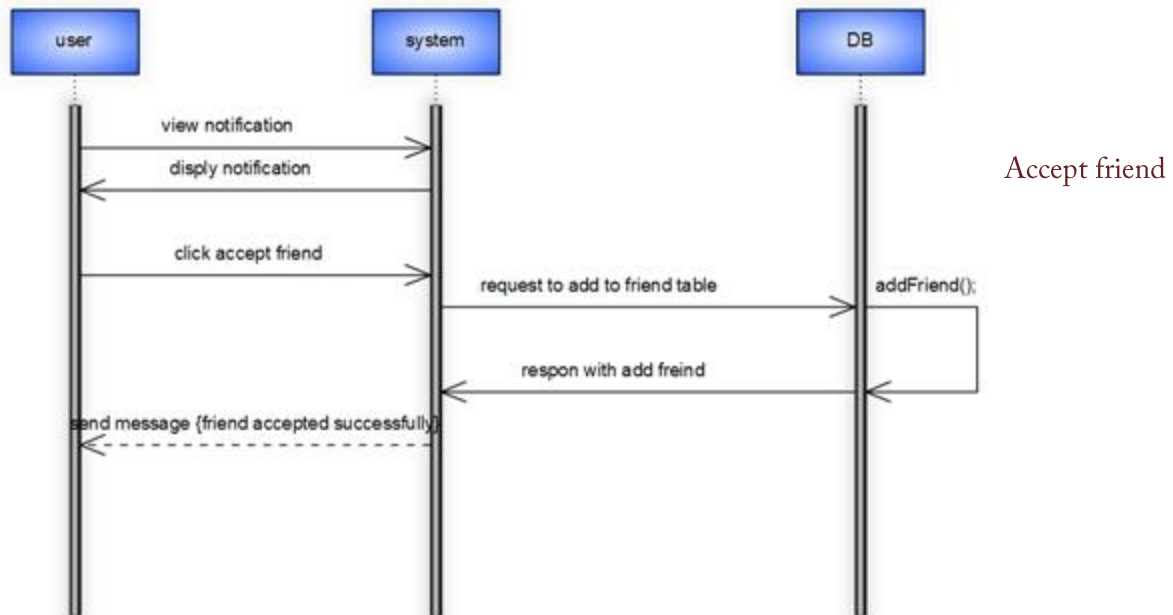 user
system
DB
view notification
disply notification
Accept friend
click accept friend
request to add to friend table
addFriend();
respon with add freind
send message {friend accepted successfully}